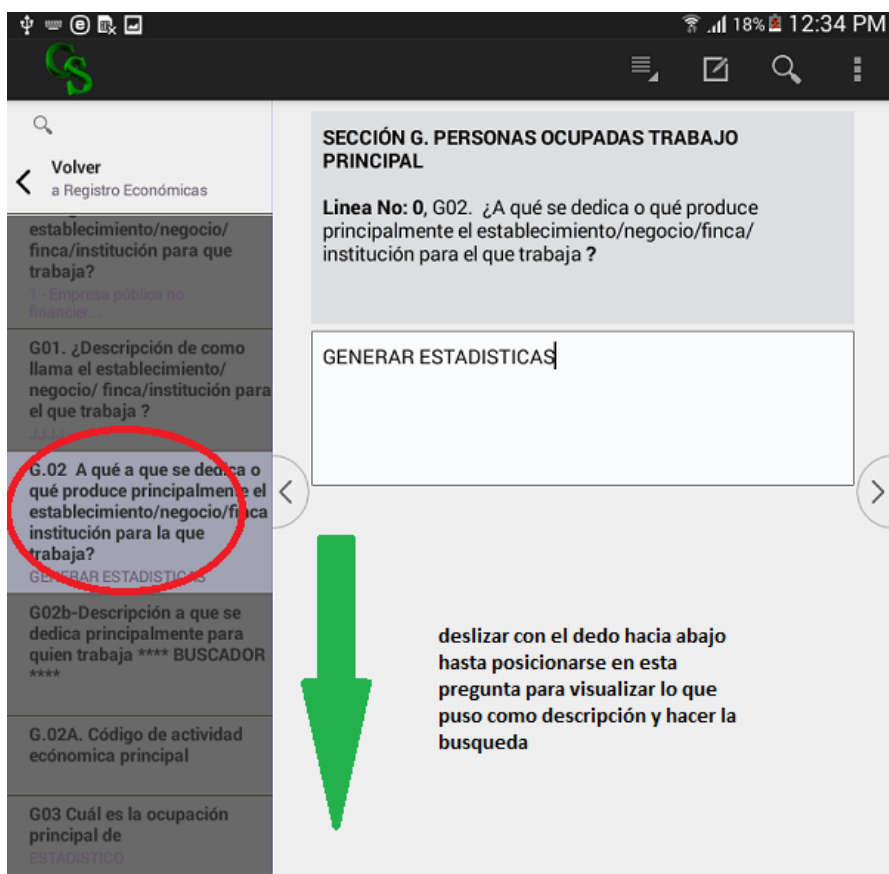 18% 12:34 PM
CS
Volver
a Registro Económicas
establecimiento/negocio/
finca/institución para que
trabaja?
1 - Empresa pública no
financier...
G01. ¿Descripción de como
llama el establecimiento/
negocio/ finca/institución para
el que trabaja ?
G.02 A qué a que se dedica o
qué produce principalmente el
establecimiento/negocio/finca
institución para la que
trabaja?
GENERAR ESTADISTICAS
G02b-Descripción a que se
dedica principalmente para
quien trabaja **** BUSCADOR
****
G.02A. Código de actividad
ecónomica principal
G03 Cuál es la ocupación
principal de
ESTADISTICO
SECCIÓN G. PERSONAS OCUPADAS TRABAJO
PRINCIPAL
Linea No: 0, G02. ¿A qué se dedica o qué produce
principalmente el establecimiento/negocio/finca/
institución para el que trabaja ?
GENERAR ESTADISTICAS
deslizar con el dedo hacia abajo
hasta posicionarse en esta
pregunta para visualizar lo que
puso como descripción y hacer la
busqueda